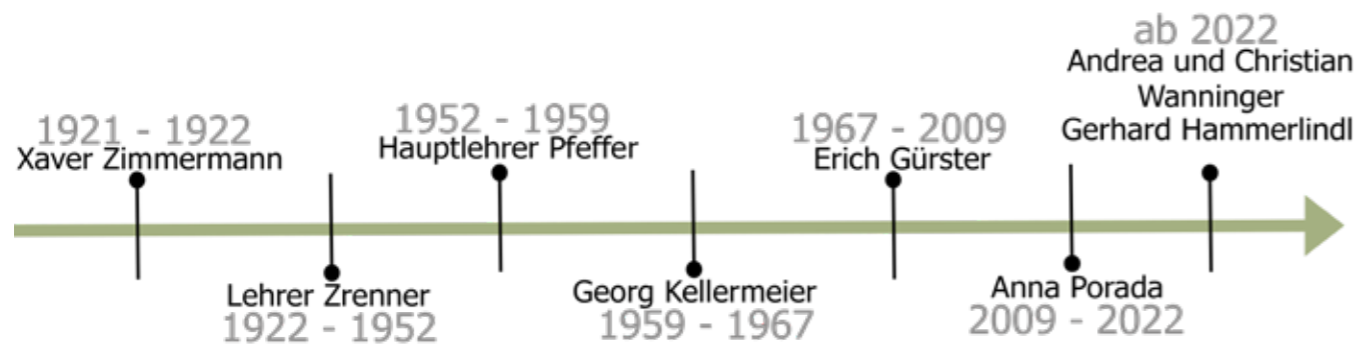 1921 - 1922
Xaver Zimmermann
Lehrer Zrenner
1922 - 1952
1952 - 1959
Hauptlehrer Pfeffer
Georg Kellermeier
1959 - 1967
1967 - 2009
Erich Gürster
Anna Porada
2009 - 2022
ab 2022
Andrea und Christian
Wanninger
Gerhard Hammerlindl